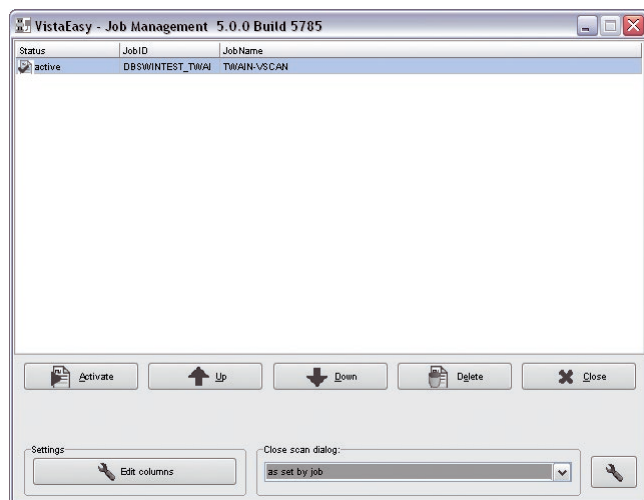 VistaEasy - Job Management 5.0.0 Build 5785
Status JobID JobName
active DBSWINTEST_TWAI TWAIN-VSCAN
Activate Up Down Delete Close
Settings Close scan dialog:
Edit columns as set by job